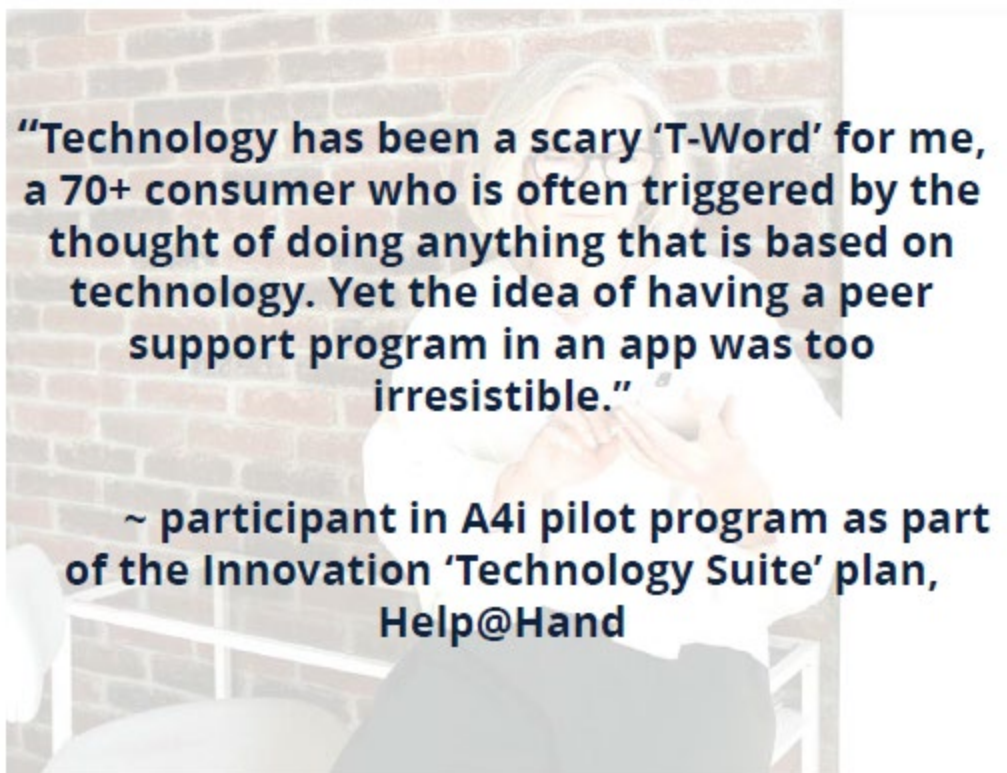 “Technology has been a scary ‘T-Word’ for me,
a 70+ consumer who is often triggered by the
thought of doing anything that is based on
technology. Yet the idea of having a peer
support program in an app was too
irresistible.”
~ participant in A4i pilot program as part
of the Innovation ‘Technology Suite’ plan,
Help@Hand